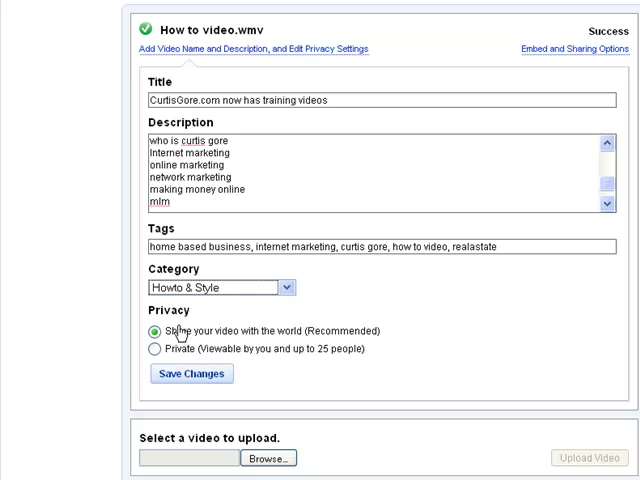 How to video.wmv
Success
Add Video Name and Description, and Edit Privacy Settings
Embed and Sharing Options
Title
CurtisGore.com now has training videos
Description
who is curtis gore
Internet marketing
online marketing
network marketing
making money online
mlm
Tags
home based business, internet marketing, curtis gore, how to video, realastate
Category
Howto & Style
Privacy
your video with the world (Recommended)
Private (Viewable by you and up to 25 people)
Save Changes
Select a video to upload.
Browse...
Upload Video